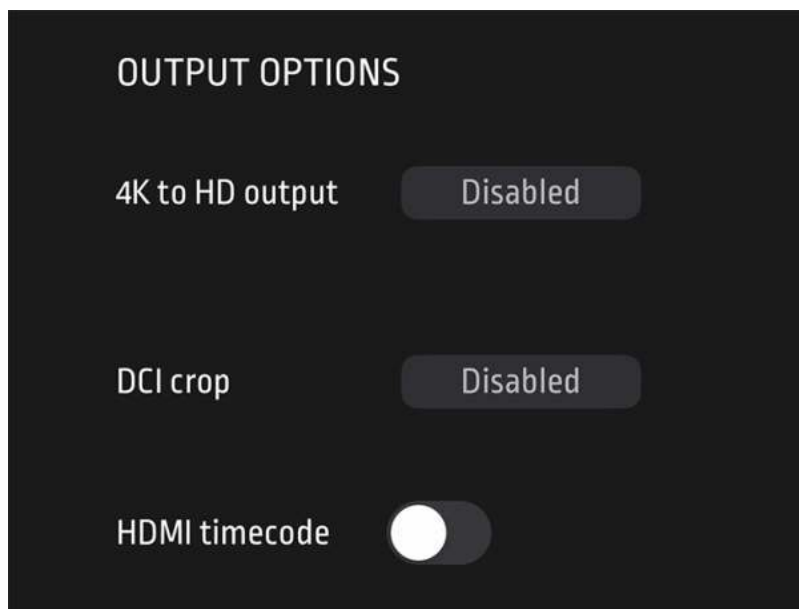 OUTPUT OPTIONS
4K to HD output Disabled
DCI crop Disabled
HDMI timecode